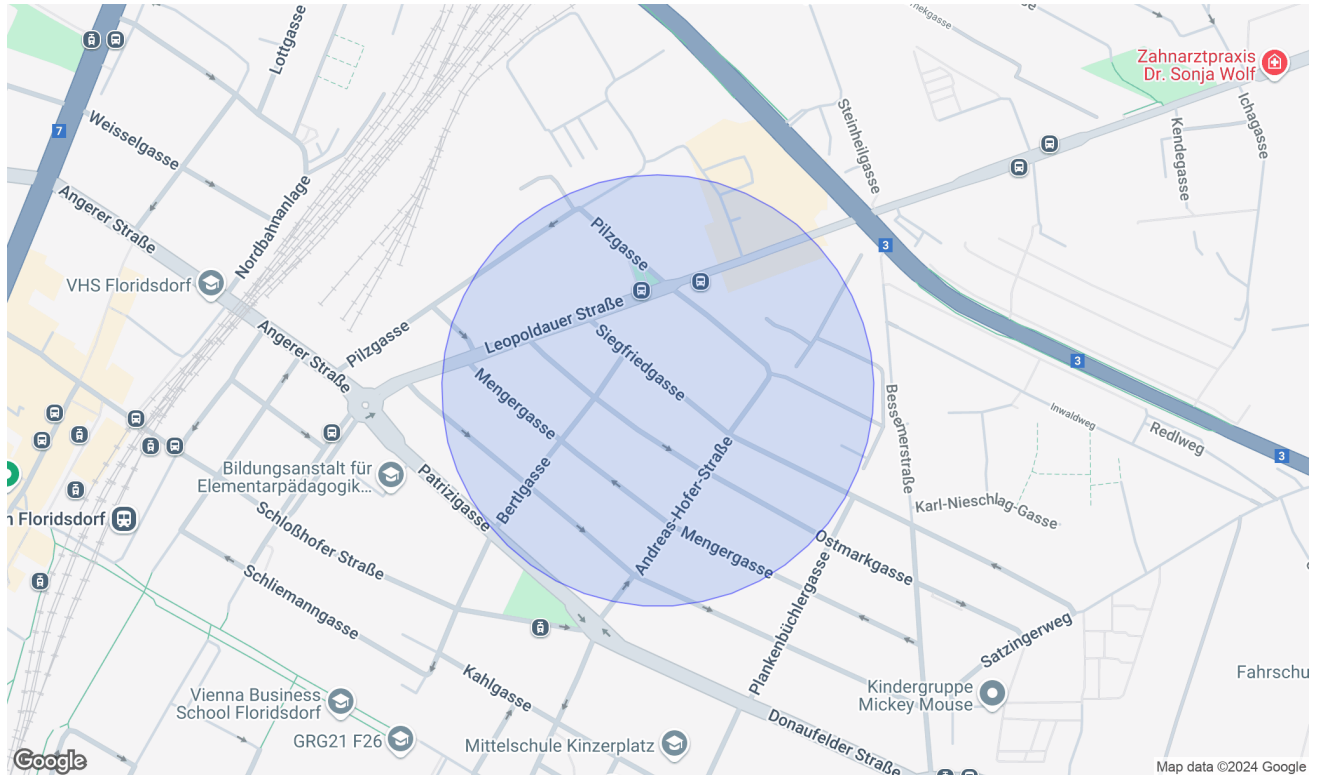 nekgasse
Lottgasse
Zahnarztpraxis
Dr. Sonja Wolf
Ichagasse
Steinheilgasse
Kendegasse
7
Weisselgasse
Angerer Straße
Nordbahnanlage
Pilzgasse
3
VHS Floridsdorf
Leopoldauer Straße
Angerer Straße
Pilzgasse
Siegfriedgasse
3
Mengergasse
Bessemerstraße
Inwaldweg
Redlweg
3
Bildungsanstalt für
Elementarpädagogik...
Patrizigasse
Bertlgasse
Andreas-Hofer-Straße
Karl-Nieschlag-Gasse
n Floridsdorf
Schloßhofer Straße
Mengergasse
Ostmarkgasse
Schliemanngasse
Plankenbüchlergasse
Satzingerweg
Kahlgasse
Fahrschu
Kindergruppe
Mickey Mouse
Vienna Business
School Floridsdorf
GRG21 F26
Mittelschule Kinzerplatz
Donaufelder Straße
Google
Map data ©2024 Google